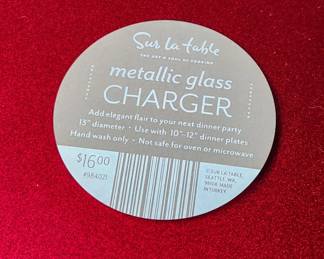 Sur la table
THE ART & SOUL OF COOKING
metallic glass
CHARGER
Add elegant flair to your next dinner party
13" diameter • Use with 10"-12" dinner plates
Hand wash only • Not safe for oven or microwave
$16.00
#984021
©SUR LA TABLE,
SEATTLE, WA
MADE
IN TURKEY